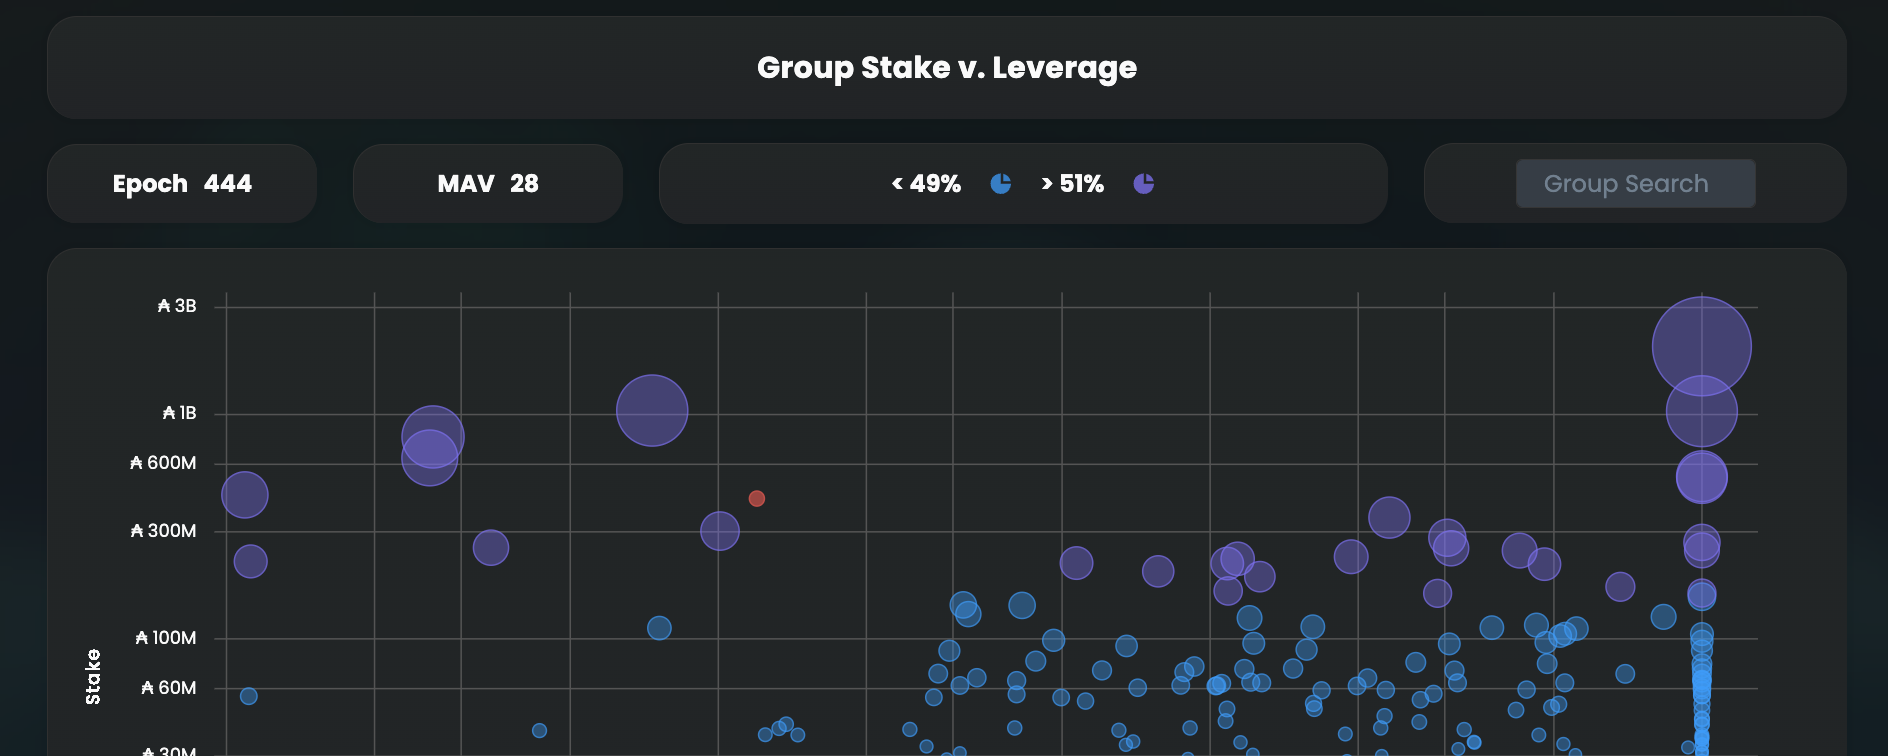 Group Stake v. Leverage
Epoch 444
MAV 28
< 49%
> 51%
Group Search
₳ 3B
₳ 1B
₳ 600M
₳ 300M
₳ 100M
₳ 60M
₳ 30M
Stake